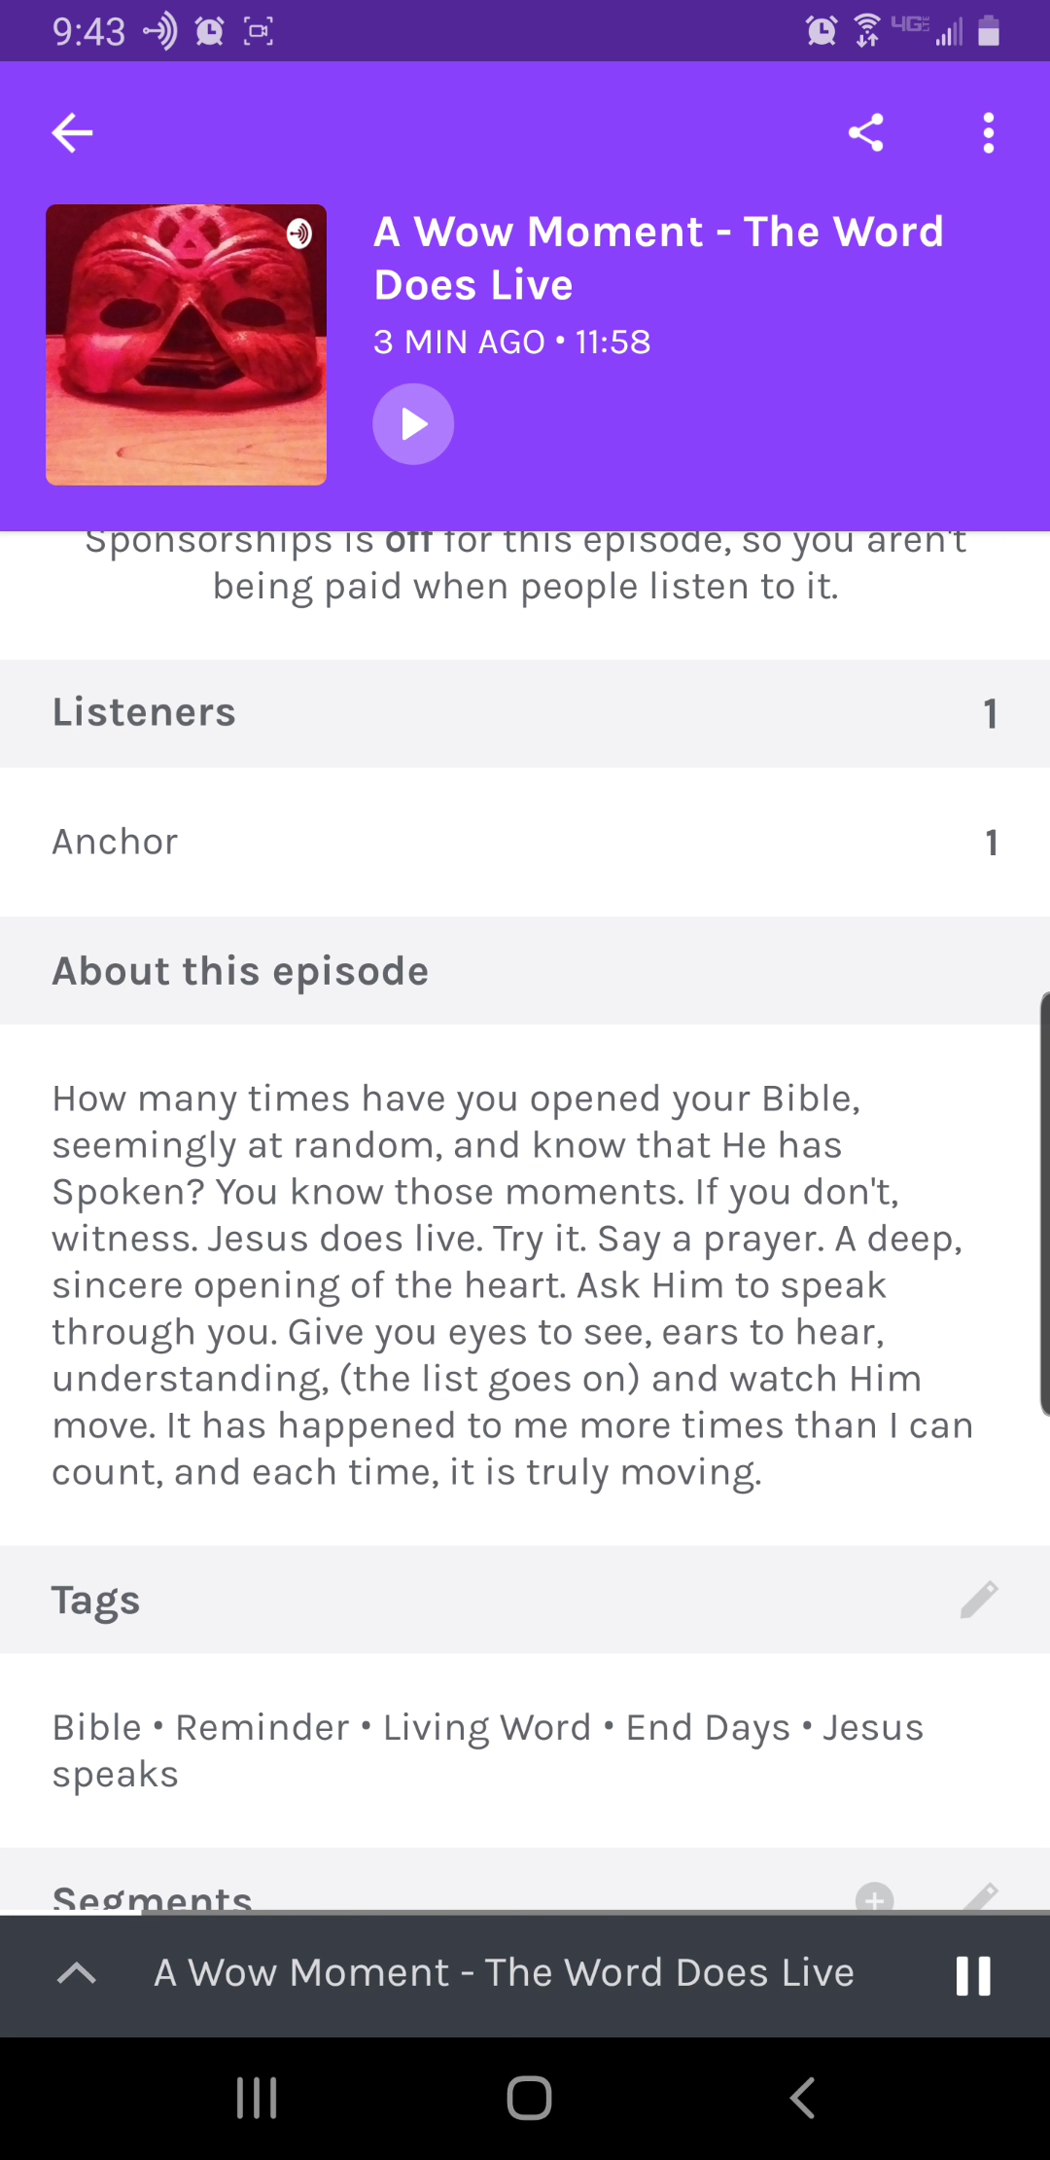 9:43
4GE
A Wow Moment - The Word
Does Live
3 MIN AGO • 11:58
Sponsorships is off for this episode, so you aren't
being paid when people listen to it.
Listeners 1
Anchor 1
About this episode
How many times have you opened your Bible,
seemingly at random, and know that He has
Spoken? You know those moments. If you don't,
witness. Jesus does live. Try it. Say a prayer. A deep,
sincere opening of the heart. Ask Him to speak
through you. Give you eyes to see, ears to hear,
understanding, (the list goes on) and watch Him
move. It has happened to me more times than I can
count, and each time, it is truly moving.
Tags
Bible • Reminder • Living Word • End Days • Jesus
speaks
Segments
A Wow Moment - The Word Does Live